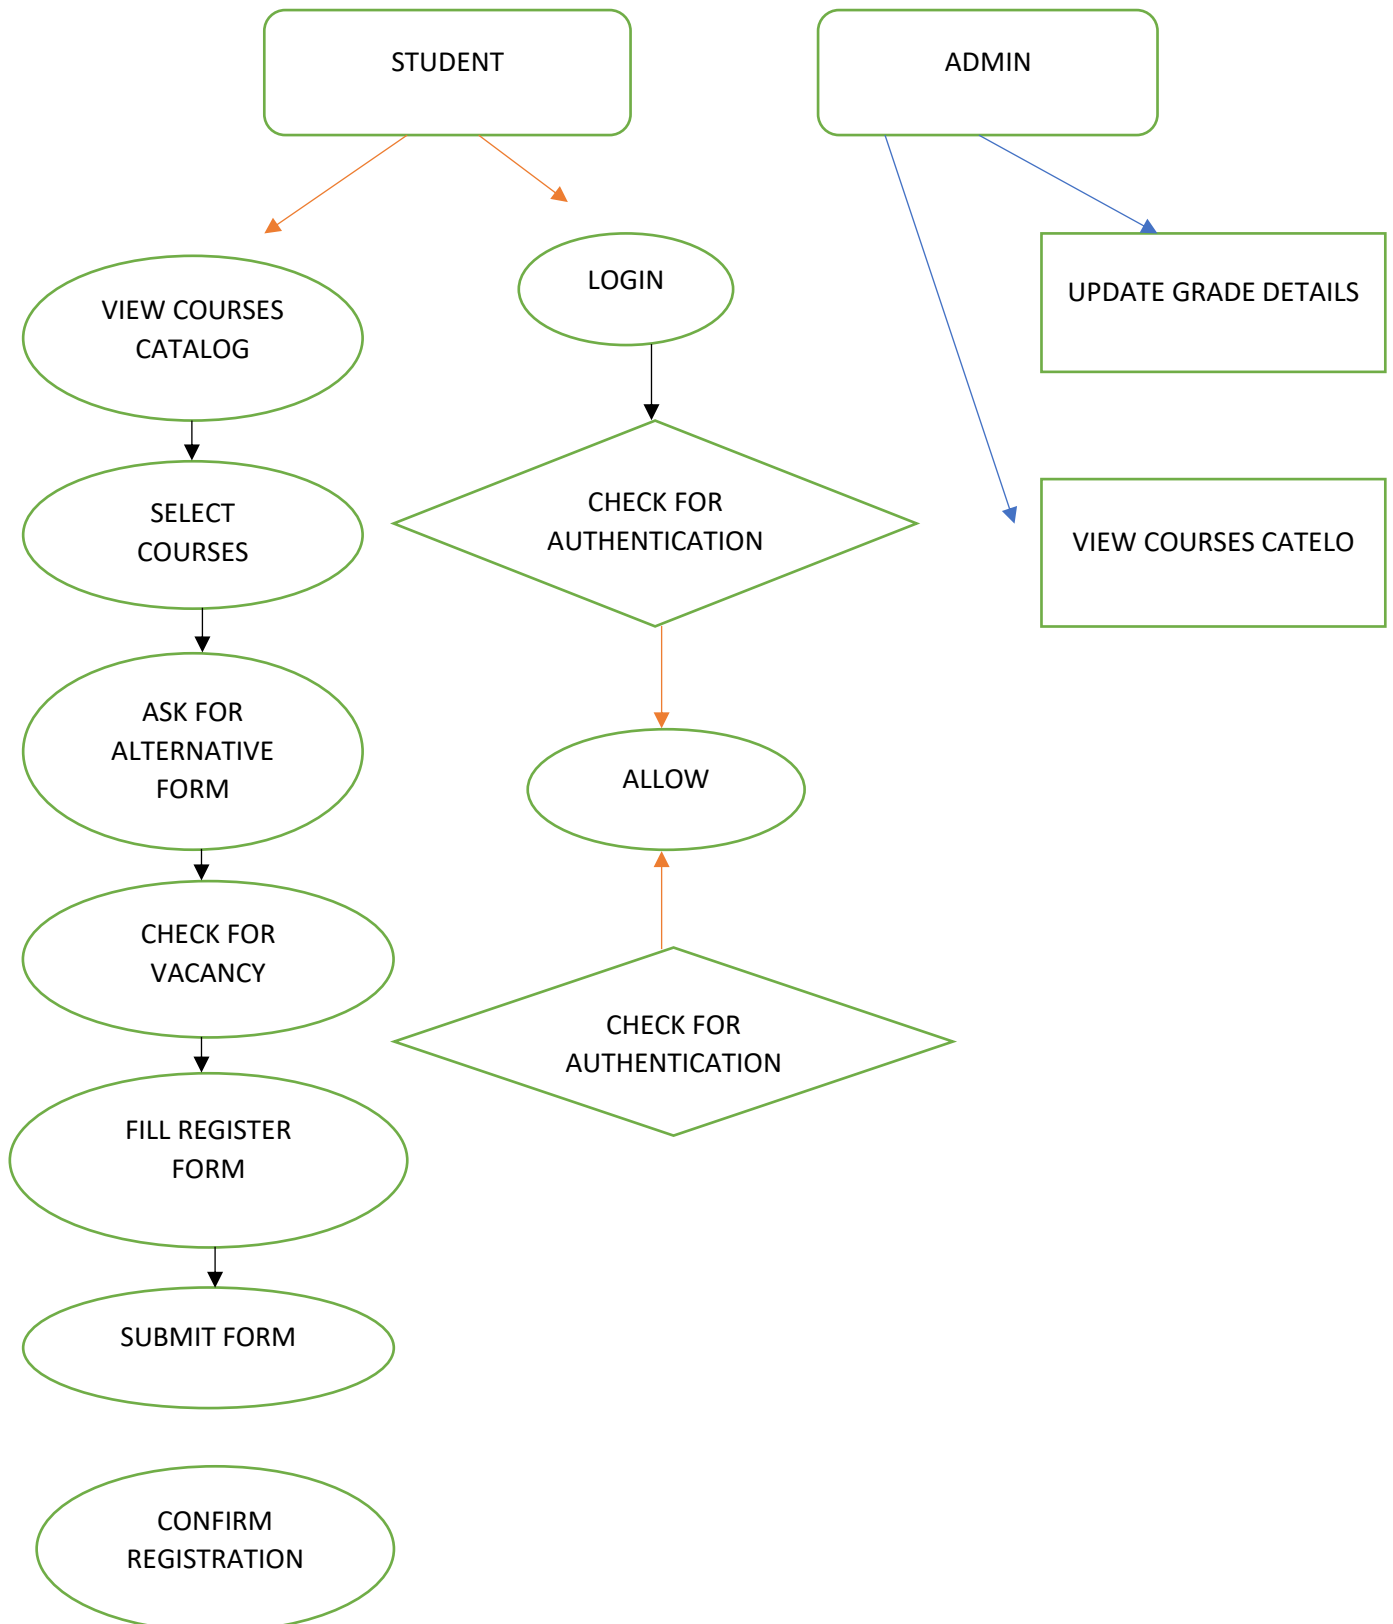 STUDENT
ADMIN
VIEW COURSES
CATALOG
SELECT
COURSES
ASK FOR
ALTERNATIVE
FORM
CHECK FOR
VACANCY
FILL REGISTER
FORM
SUBMIT FORM
CONFIRM
REGISTRATION
LOGIN
CHECK FOR
AUTHENTICATION
ALLOW
CHECK FOR
AUTHENTICATION
UPDATE GRADE DETAILS
VIEW COURSES CATELO